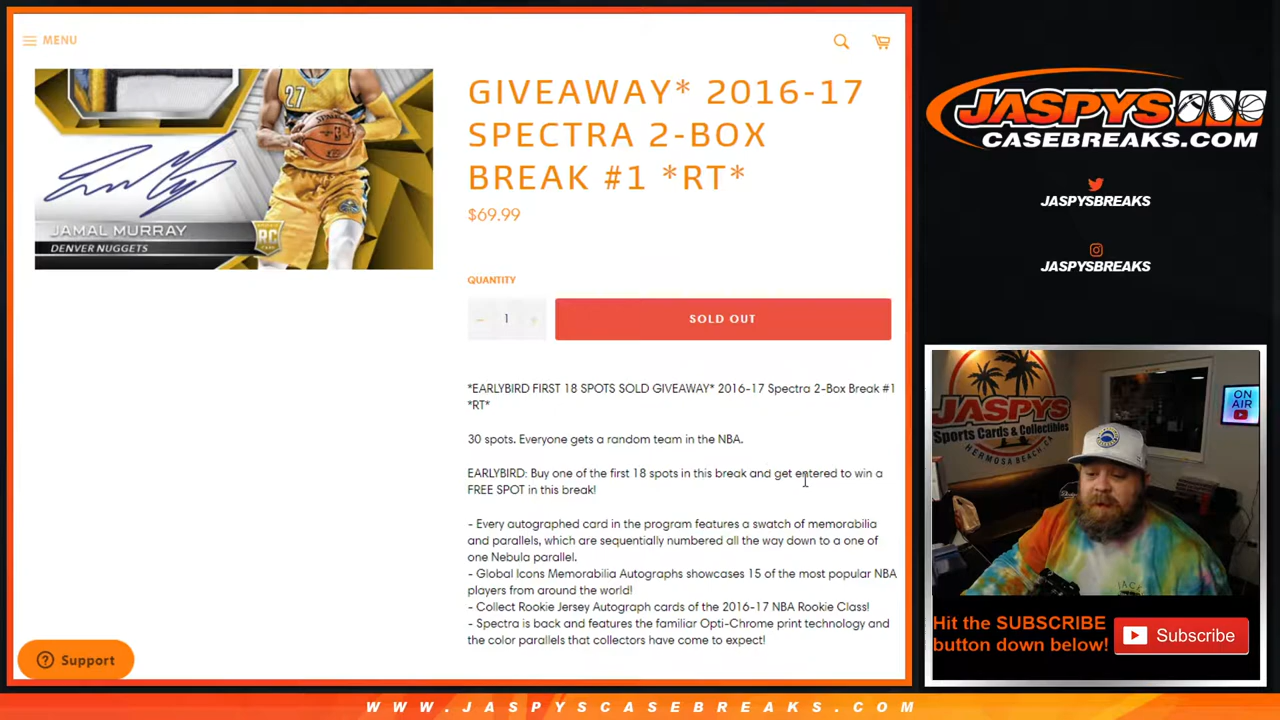 MENU
GIVEAWAY* 2016-17
SPECTRA 2-BOX
BREAK #1 *RT*
$69.99
27
SPALDING
JAMAL MURRAY
DENVER NUGGETS
RC
QUANTITY
− 1 +
SOLD OUT
*EARLYBIRD FIRST 18 SPOTS SOLD GIVEAWAY* 2016-17 Spectra 2-Box Break #1
*RT*
30 spots. Everyone gets a random team in the NBA.
EARLYBIRD: Buy one of the first 18 spots in this break and get entered to win a
FREE SPOT in this break!
- Every autographed card in the program features a swatch of memorabilia
and parallels, which are sequentially numbered all the way down to a one of
one Nebula parallel.
- Global Icons Memorabilia Autographs showcases 15 of the most popular NBA
players from around the world!
- Collect Rookie Jersey Autograph cards of the 2016-17 NBA Rookie Class!
- Spectra is back and features the familiar Opti-Chrome print technology and
the color parallels that collectors have come to expect!
Support
JASPYS
CASEBREAKS.COM
JASPYSBREAKS
JASPYSBREAKS
JASPYS
Sports Cards & Collectibles
HERMOSA BEACH, CA
ON
AIR
Hit the SUBSCRIBE
button down below!
Subscribe
WWW.JASPYSCASEBREAKS.COM